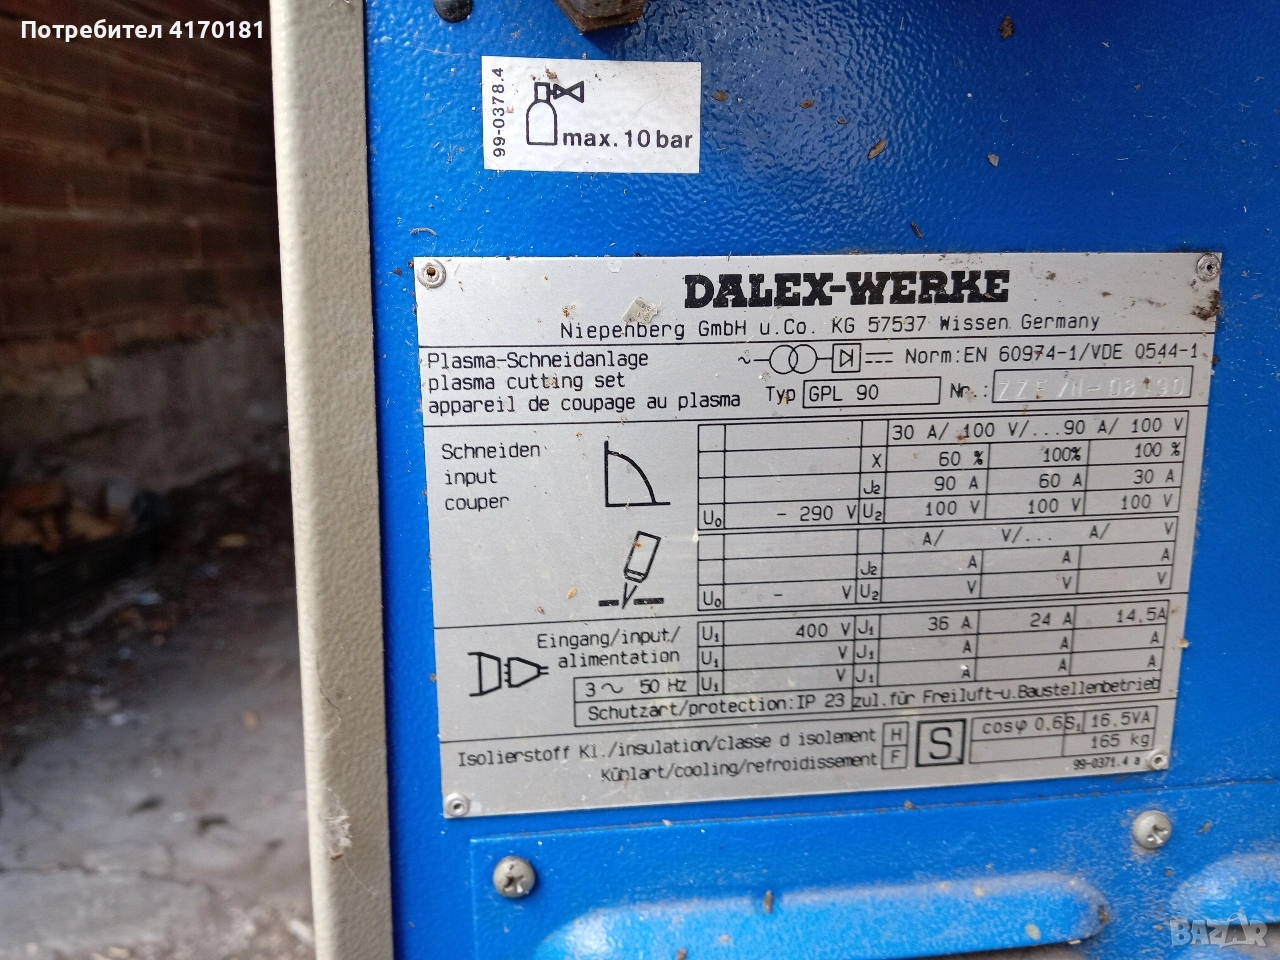 Потребител 4170181
99-0378.4
max. 10 bar
DALEX-WERKE
Niepenberg GmbH u.Co. KG 57537 Wissen Germany
Plasma-Schneidanlage
plasma cutting set
appareil de coupage au plasma
Norm: EN 60974-1/VDE 0544-1
Typ GPL 90 Nr.:
Schneiden
input
couper
30 A/ 100 V/...90 A/ 100 V
X 60 % 100% 100 %
J2 90 A 60 A 30 A
U0 - 290 V U2 100 V 100 V 100 V
A/ V/... A/ V
J2 A A A
U0 - V U2 V V V
Eingang/input/
alimentation
U1 400 V J1 36 A 24 A 14.5A
U1 V J1 A A A
3~ 50 Hz U1 V J1 A A A
Schutzart/protection: IP 23 zul. für Freiluft-u.Baustellenbetrieb
Isolierstoff Kl./insulation/classe d isolement H
Kühlart/cooling/refroidissement F
S
cosφ 0.6 S1 16.5VA
165 kg
99-0371.4 a
BAZAR